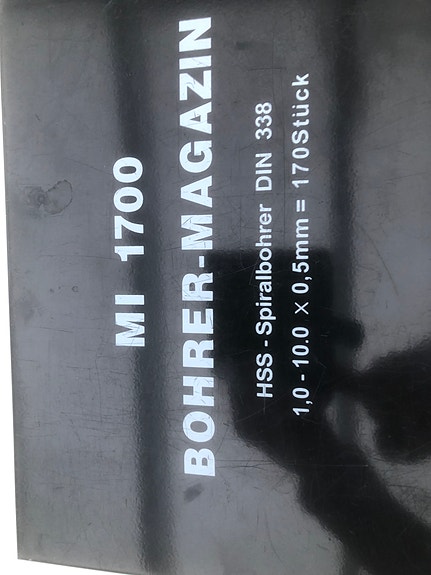 MI 1700
BOHRER-MAGAZIN
HSS - Spiralbohrer DIN 338
1,0 - 10.0 × 0,5mm = 170Stück